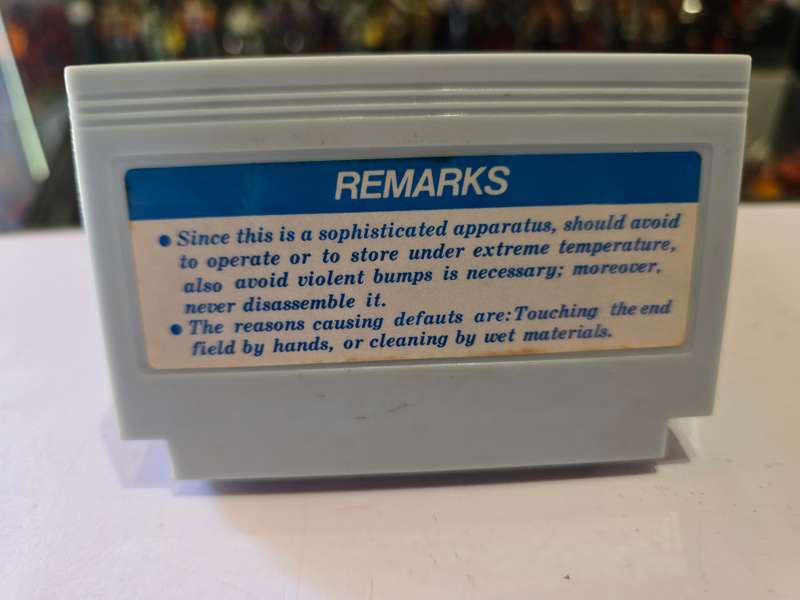 REMARKS
● Since this is a sophisticated apparatus, should avoid
to operate or to store under extreme temperature,
also avoid violent bumps is necessary; moreover,
never disassemble it.
● The reasons causing defauts are: Touching the end
field by hands, or cleaning by wet materials.